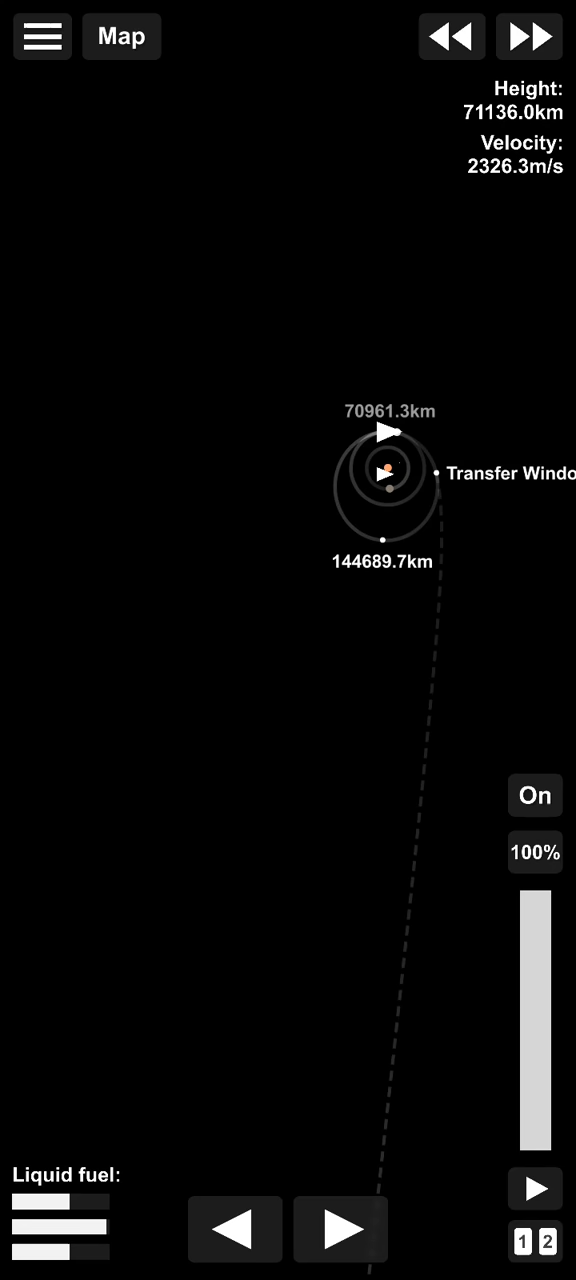 Map
Height:
71136.0km
Velocity:
2326.3m/s
70961.3km
Transfer Windo
144689.7km
On
100%
Liquid fuel:
1 2